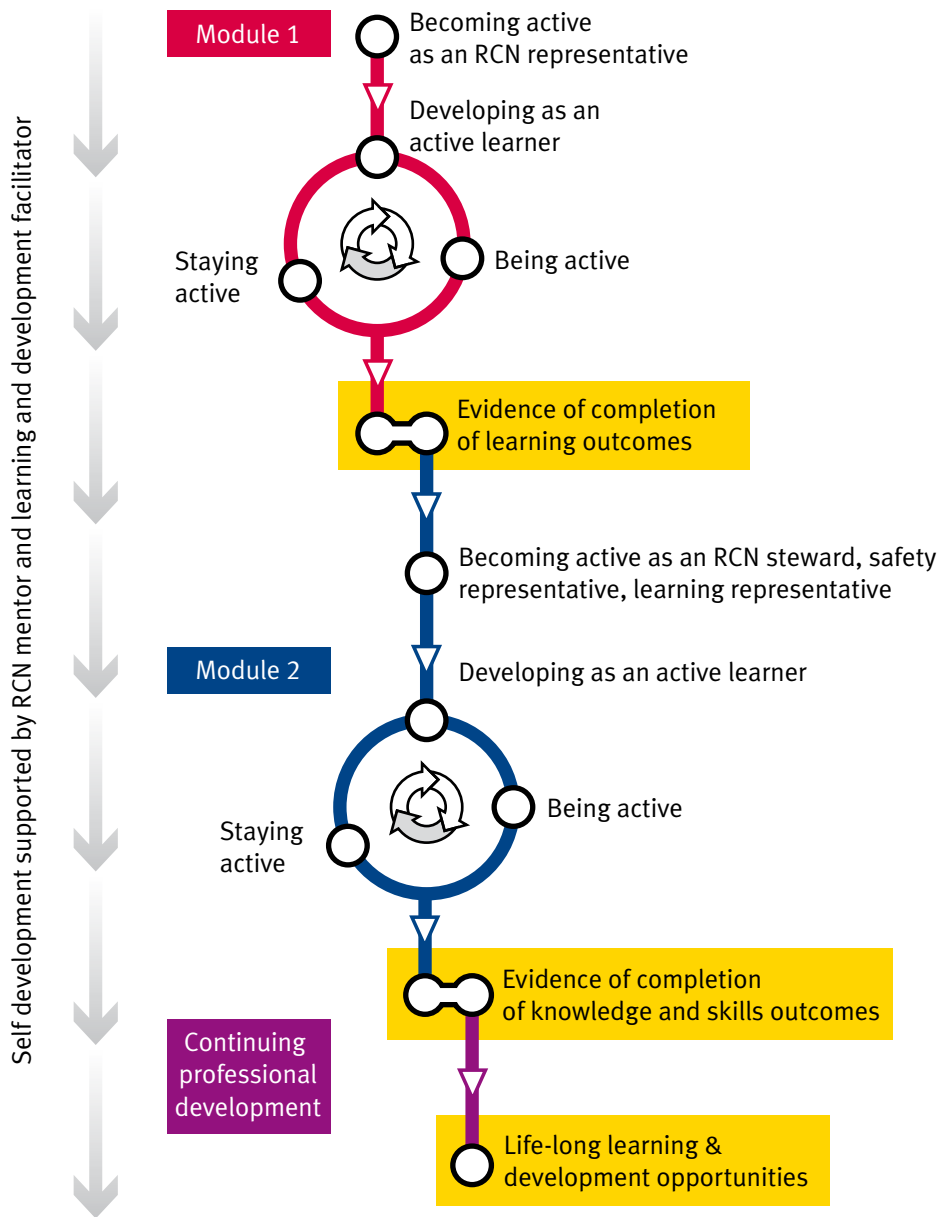 Self development supported by RCN mentor and learning and development facilitator
Module 1
Becoming active
as an RCN representative
Developing as an
active learner
Staying
active
Being active
Evidence of completion
of learning outcomes
Becoming active as an RCN steward, safety
representative, learning representative
Module 2
Developing as an active learner
Staying
active
Being active
Evidence of completion
of knowledge and skills outcomes
Continuing
professional
development
Life-long learning &
development opportunities